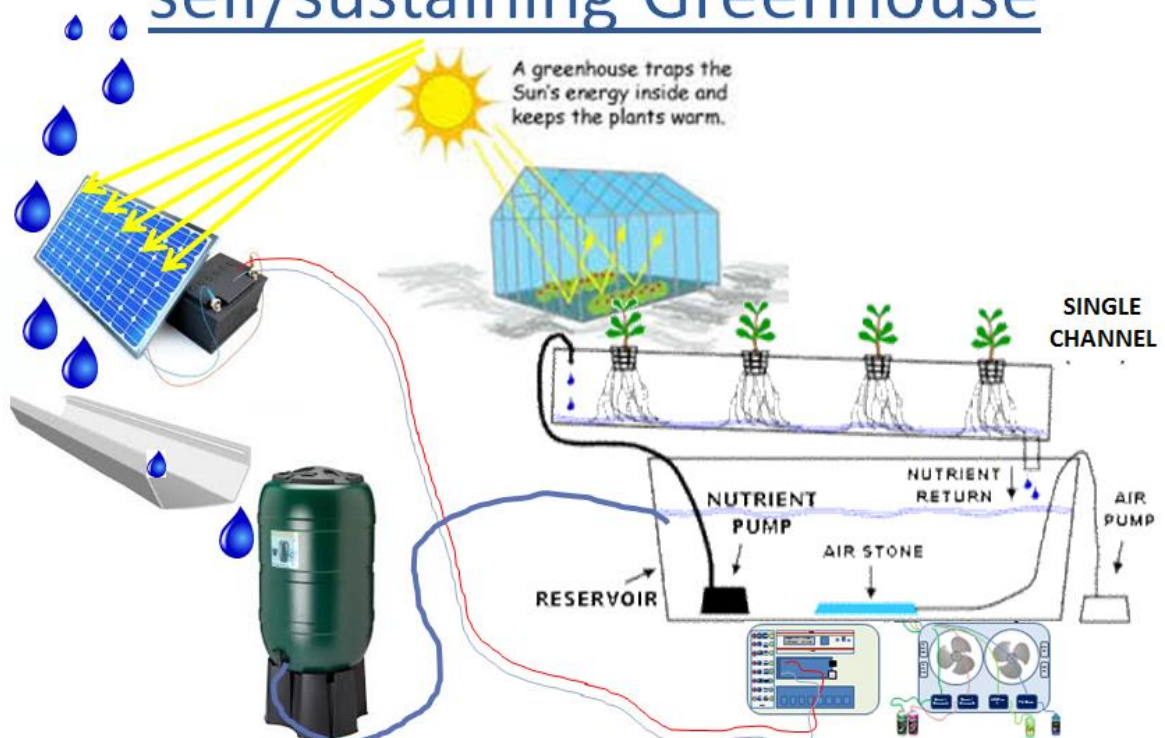 self/sustaining Greenhouse
A greenhouse traps the
Sun's energy inside and
keeps the plants warm.
SINGLE
CHANNEL
NUTRIENT
RETURN
NUTRIENT
PUMP
AIR
PUMP
AIR STONE
RESERVOIR